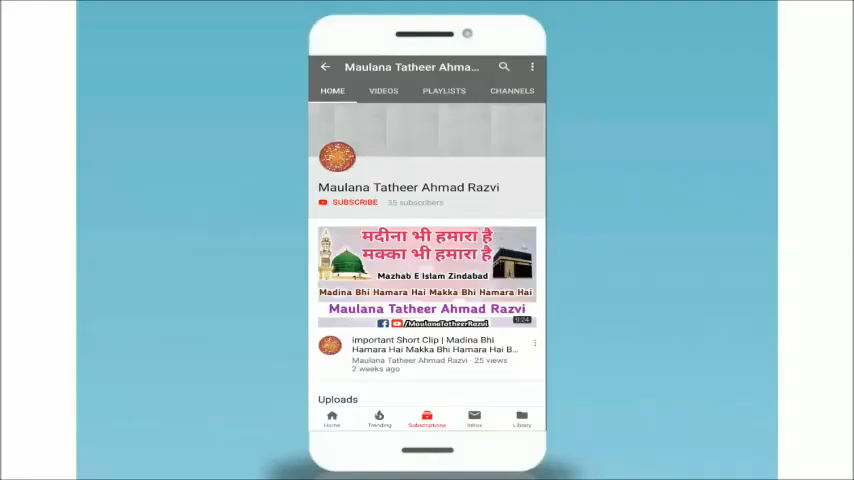 Maulana Tatheer Ahma...
HOME VIDEOS PLAYLISTS CHANNELS
Maulana Tatheer Ahmad Razvi
SUBSCRIBE 35 subscribers
मदीना भी हमारा है
मक्का भी हमारा है
Mazhab E Islam Zindabad
Madina Bhi Hamara Hai Makka Bhi Hamara Hai
Maulana Tatheer Ahmad Razvi
/MaulanaTatheerRazvi
9:04
important Short Clip | Madina Bhi
Hamara Hai Makka Bhi Hamara Hai B...
Maulana Tatheer Ahmad Razvi · 25 views
2 weeks ago
Uploads
Home Trending Subscriptions Inbox Library